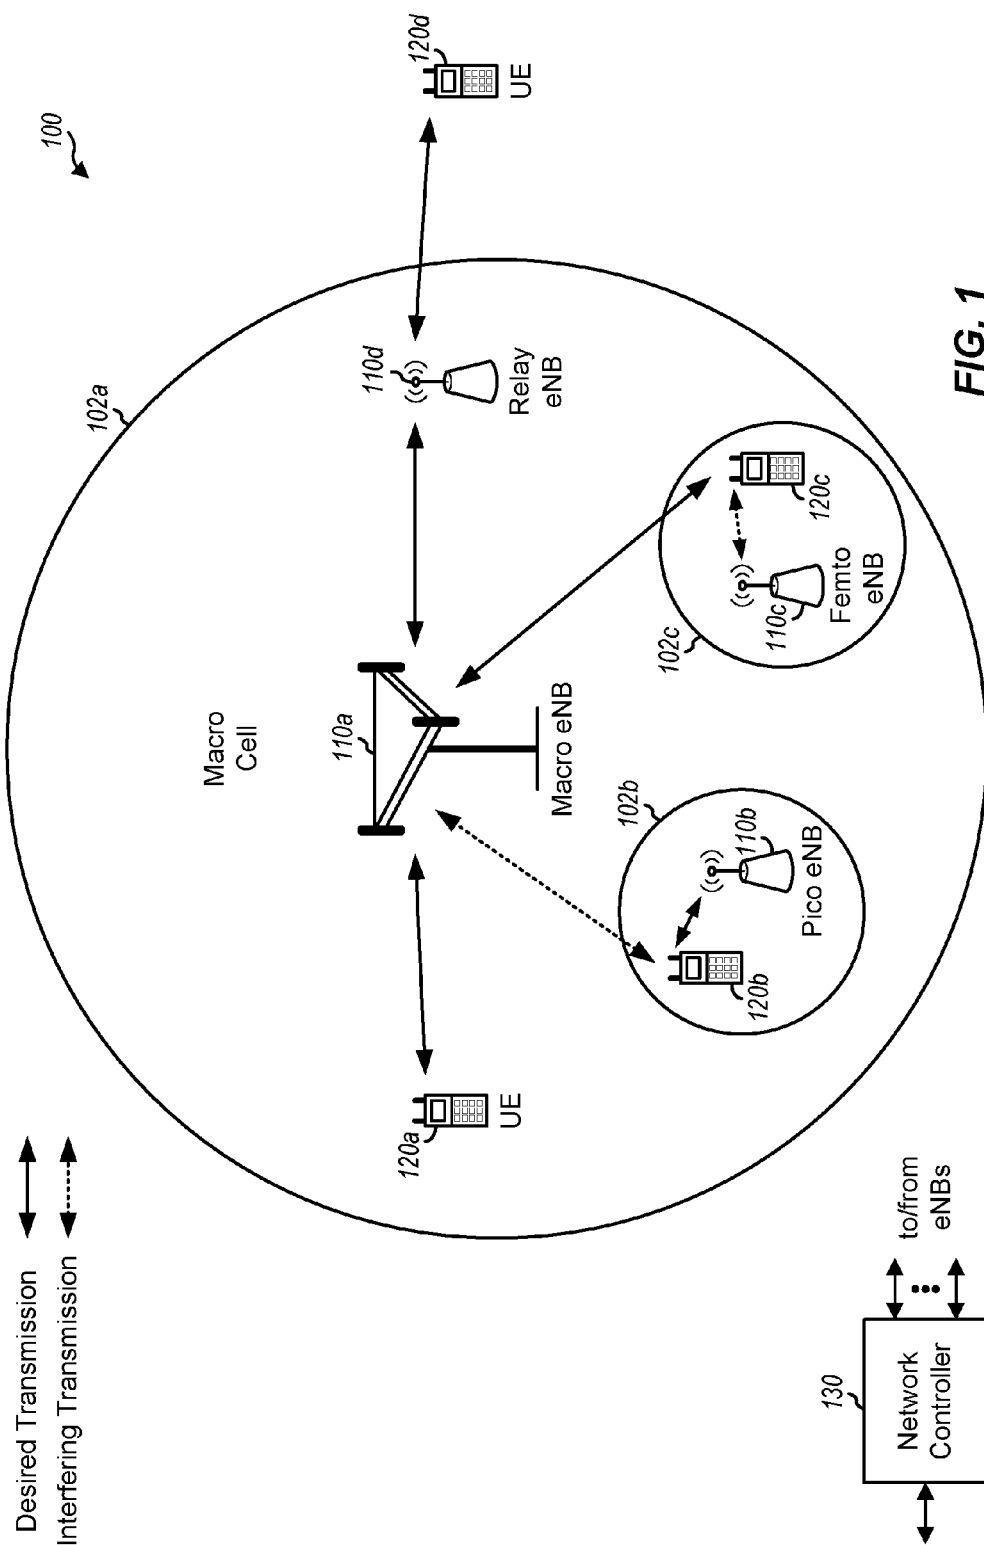 100
102a
120d
UE
110d
Relay
eNB
Macro
Cell
110a
Macro eNB
120a
UE
102b
110b
Pico eNB
120b
102c
110c
Femto
eNB
120c
Desired Transmission
Interfering Transmission
130
Network
Controller
to/from
eNBs
FIG. 1